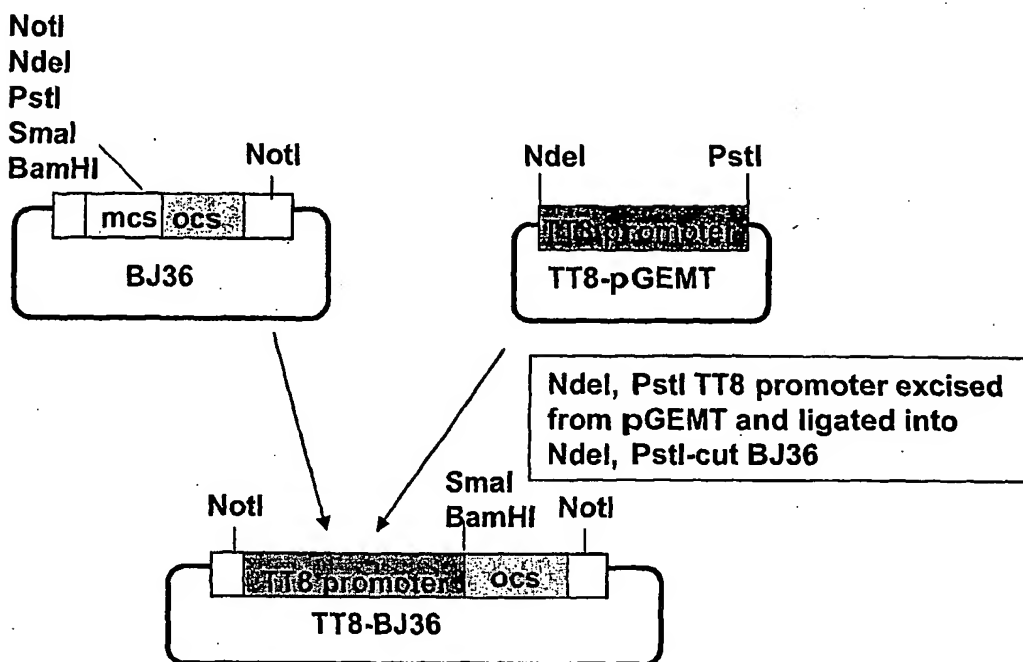 NotI
NdeI
PstI
SmaI
BamHI
NotI
mcs ocs
BJ36
NdeI PstI
TT8 promoter
TT8-pGEMT
NdeI, PstI TT8 promoter excised
from pGEMT and ligated into
NdeI, PstI-cut BJ36
NotI
SmaI
BamHI
NotI
TT8 promoter ocs
TT8-BJ36